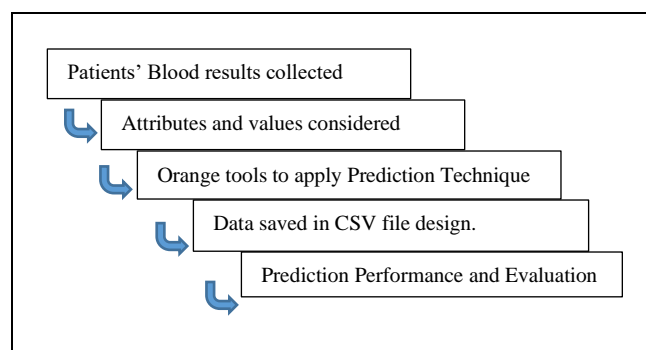 Patients’ Blood results collected
Attributes and values considered
Orange tools to apply Prediction Technique
Data saved in CSV file design.
Prediction Performance and Evaluation